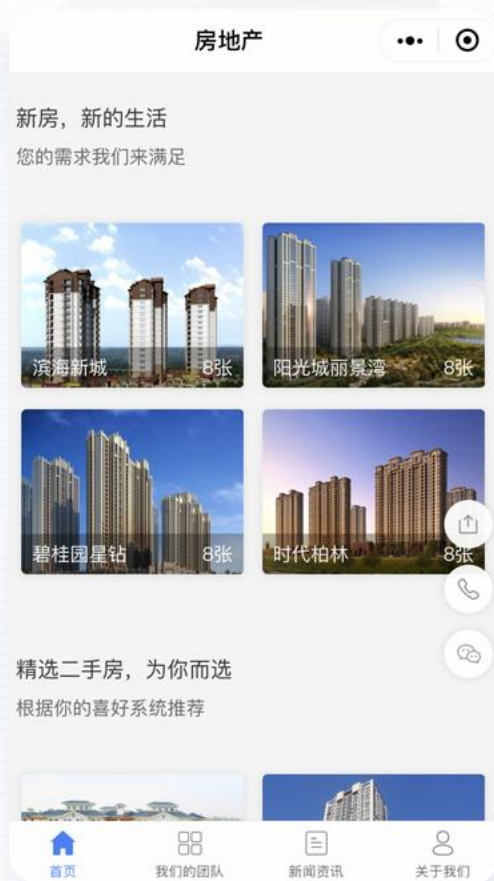 房地产
新房，新的生活
您的需求我们来满足
滨海新城 8张
阳光城丽景湾 8张
碧桂园星钻 8张
时代柏林 8张
精选二手房，为你而选
根据你的喜好系统推荐
首页 我们的团队 新闻资讯 关于我们